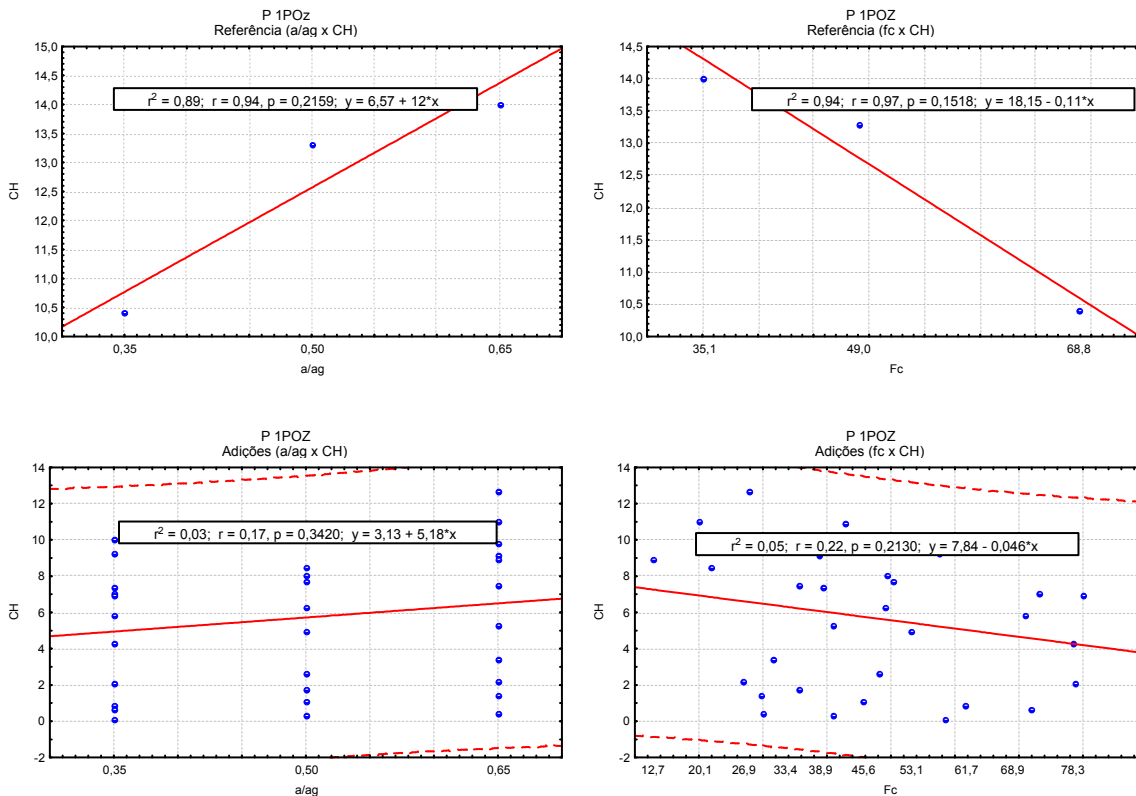 P 1POz
Referência (a/ag x CH)
15,0
14,5
14,0
13,5
13,0
12,5
12,0
11,5
11,0
10,5
10,0
CH
r² = 0,89; r = 0,94, p = 0,2159; y = 6,57 + 12*x
0,35 0,50 0,65
a/ag
P 1POZ
Referência (fc x CH)
14,5
14,0
13,5
13,0
12,5
12,0
11,5
11,0
10,5
10,0
CH
r² = 0,94; r = 0,97, p = 0,1518; y = 18,15 - 0,11*x
35,1 49,0 68,8
Fc
P 1POZ
Adições (a/ag x CH)
14
12
10
8
6
4
2
0
-2
CH
r² = 0,03; r = 0,17, p = 0,3420; y = 3,13 + 5,18*x
0,35 0,50 0,65
a/ag
P 1POZ
Adições (fc x CH)
14
12
10
8
6
4
2
0
-2
CH
r² = 0,05; r = 0,22, p = 0,2130; y = 7,84 - 0,046*x
12,7 20,1 26,9 33,4 38,9 45,6 53,1 61,7 68,9 78,3
Fc